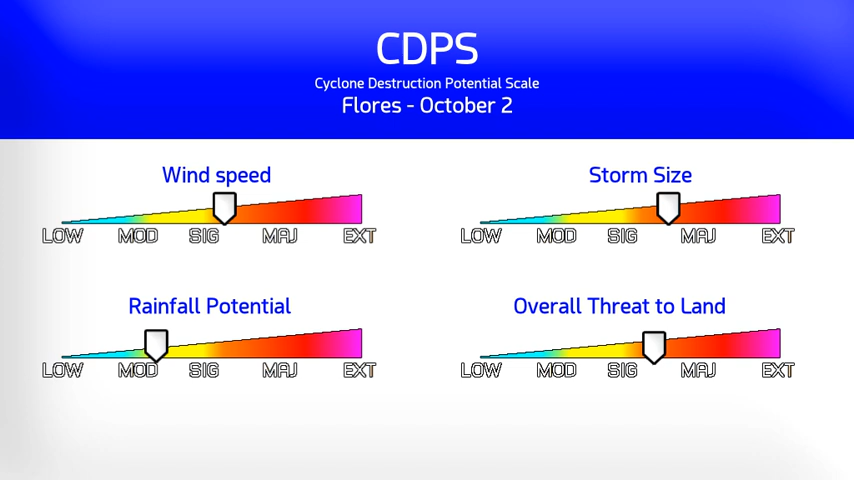 CDPS
Cyclone Destruction Potential Scale
Flores - October 2
Wind speed
LOW MOD SIG MAJ EXT
Storm Size
LOW MOD SIG MAJ EXT
Rainfall Potential
LOW MOD SIG MAJ EXT
Overall Threat to Land
LOW MOD SIG MAJ EXT